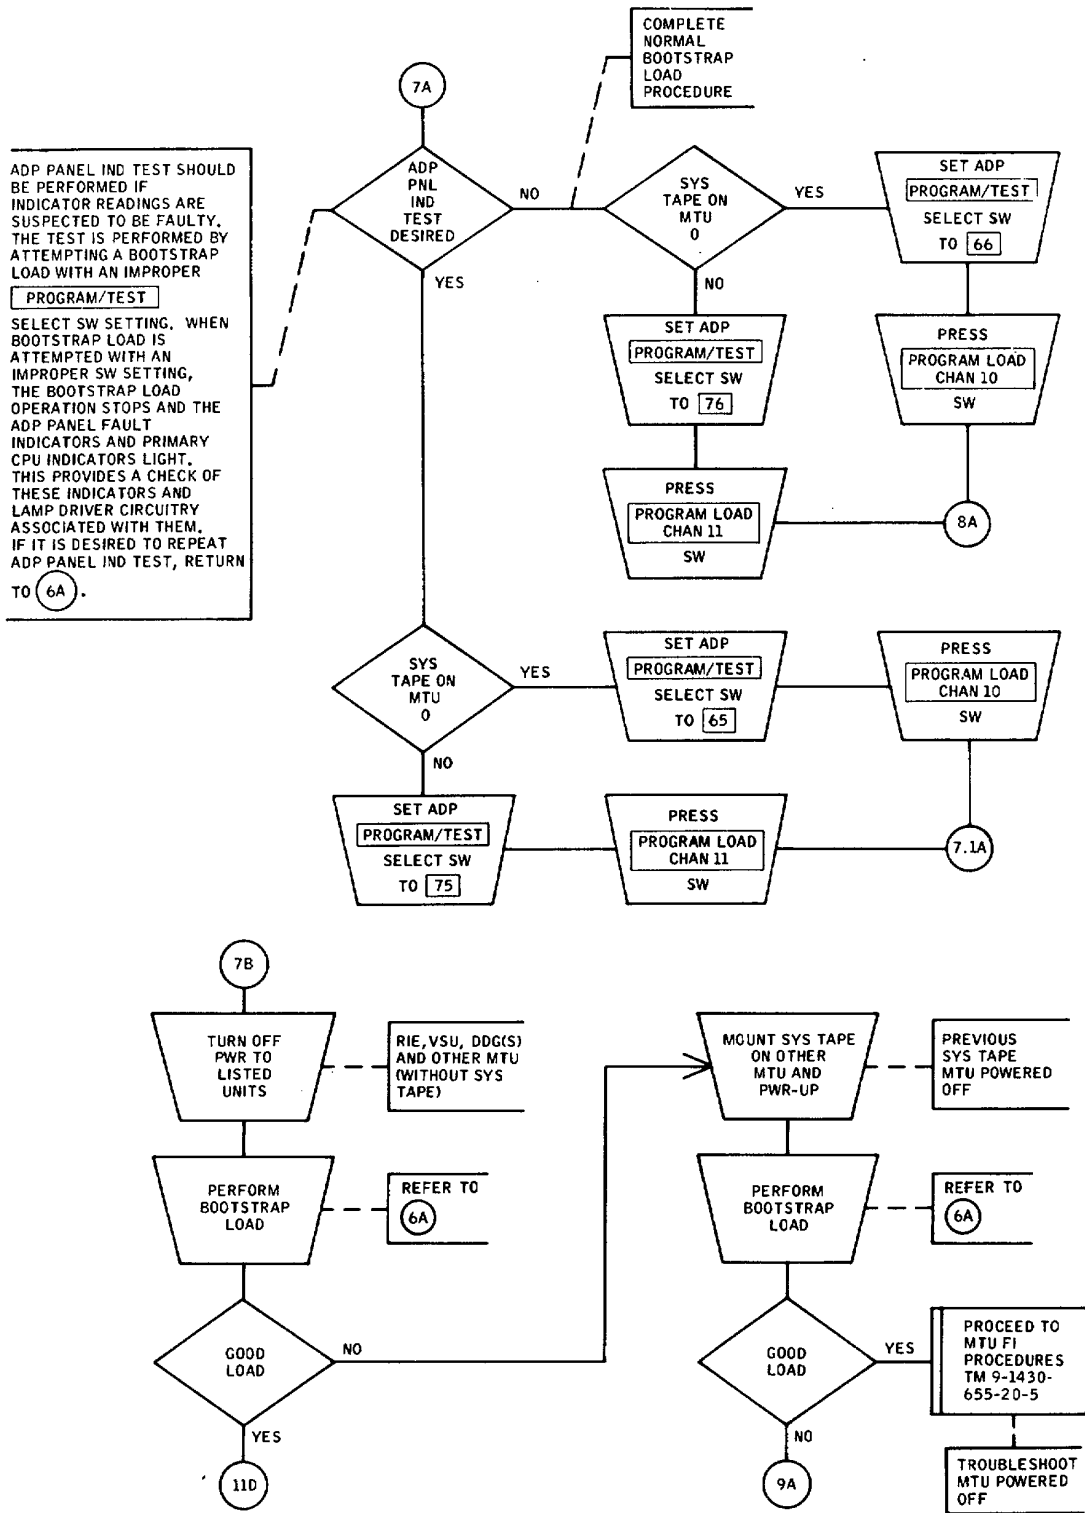 COMPLETE
NORMAL
BOOTSTRAP
LOAD
PROCEDURE
7A
ADP PANEL IND TEST SHOULD
BE PERFORMED IF
INDICATOR READINGS ARE
SUSPECTED TO BE FAULTY.
THE TEST IS PERFORMED BY
ATTEMPTING A BOOTSTRAP
LOAD WITH AN IMPROPER
PROGRAM/TEST
SELECT SW SETTING. WHEN
BOOTSTRAP LOAD IS
ATTEMPTED WITH AN
IMPROPER SW SETTING,
THE BOOTSTRAP LOAD
OPERATION STOPS AND THE
ADP PANEL FAULT
INDICATORS AND PRIMARY
CPU INDICATORS LIGHT.
THIS PROVIDES A CHECK OF
THESE INDICATORS AND
LAMP DRIVER CIRCUITRY
ASSOCIATED WITH THEM.
IF IT IS DESIRED TO REPEAT
ADP PANEL IND TEST, RETURN
TO 6A.
ADP
PNL
IND
TEST
DESIRED
NO
YES
SYS
TAPE ON
MTU
0
YES
NO
SET ADP
PROGRAM/TEST
SELECT SW
TO 66
PRESS
PROGRAM LOAD
CHAN 10
SW
SET ADP
PROGRAM/TEST
SELECT SW
TO 76
PRESS
PROGRAM LOAD
CHAN 11
SW
8A
SYS
TAPE ON
MTU
0
YES
NO
SET ADP
PROGRAM/TEST
SELECT SW
TO 65
PRESS
PROGRAM LOAD
CHAN 10
SW
SET ADP
PROGRAM/TEST
SELECT SW
TO 75
PRESS
PROGRAM LOAD
CHAN 11
SW
7.1A
7B
TURN OFF
PWR TO
LISTED
UNITS
RIE, VSU, DDG(S)
AND OTHER MTU
(WITHOUT SYS
TAPE)
PERFORM
BOOTSTRAP
LOAD
REFER TO
6A
GOOD
LOAD
NO
YES
11D
MOUNT SYS TAPE
ON OTHER
MTU AND
PWR-UP
PREVIOUS
SYS TAPE
MTU POWERED
OFF
PERFORM
BOOTSTRAP
LOAD
REFER TO
6A
GOOD
LOAD
YES
NO
9A
PROCEED TO
MTU FI
PROCEDURES
TM 9-1430-
655-20-5
TROUBLESHOOT
MTU POWERED
OFF